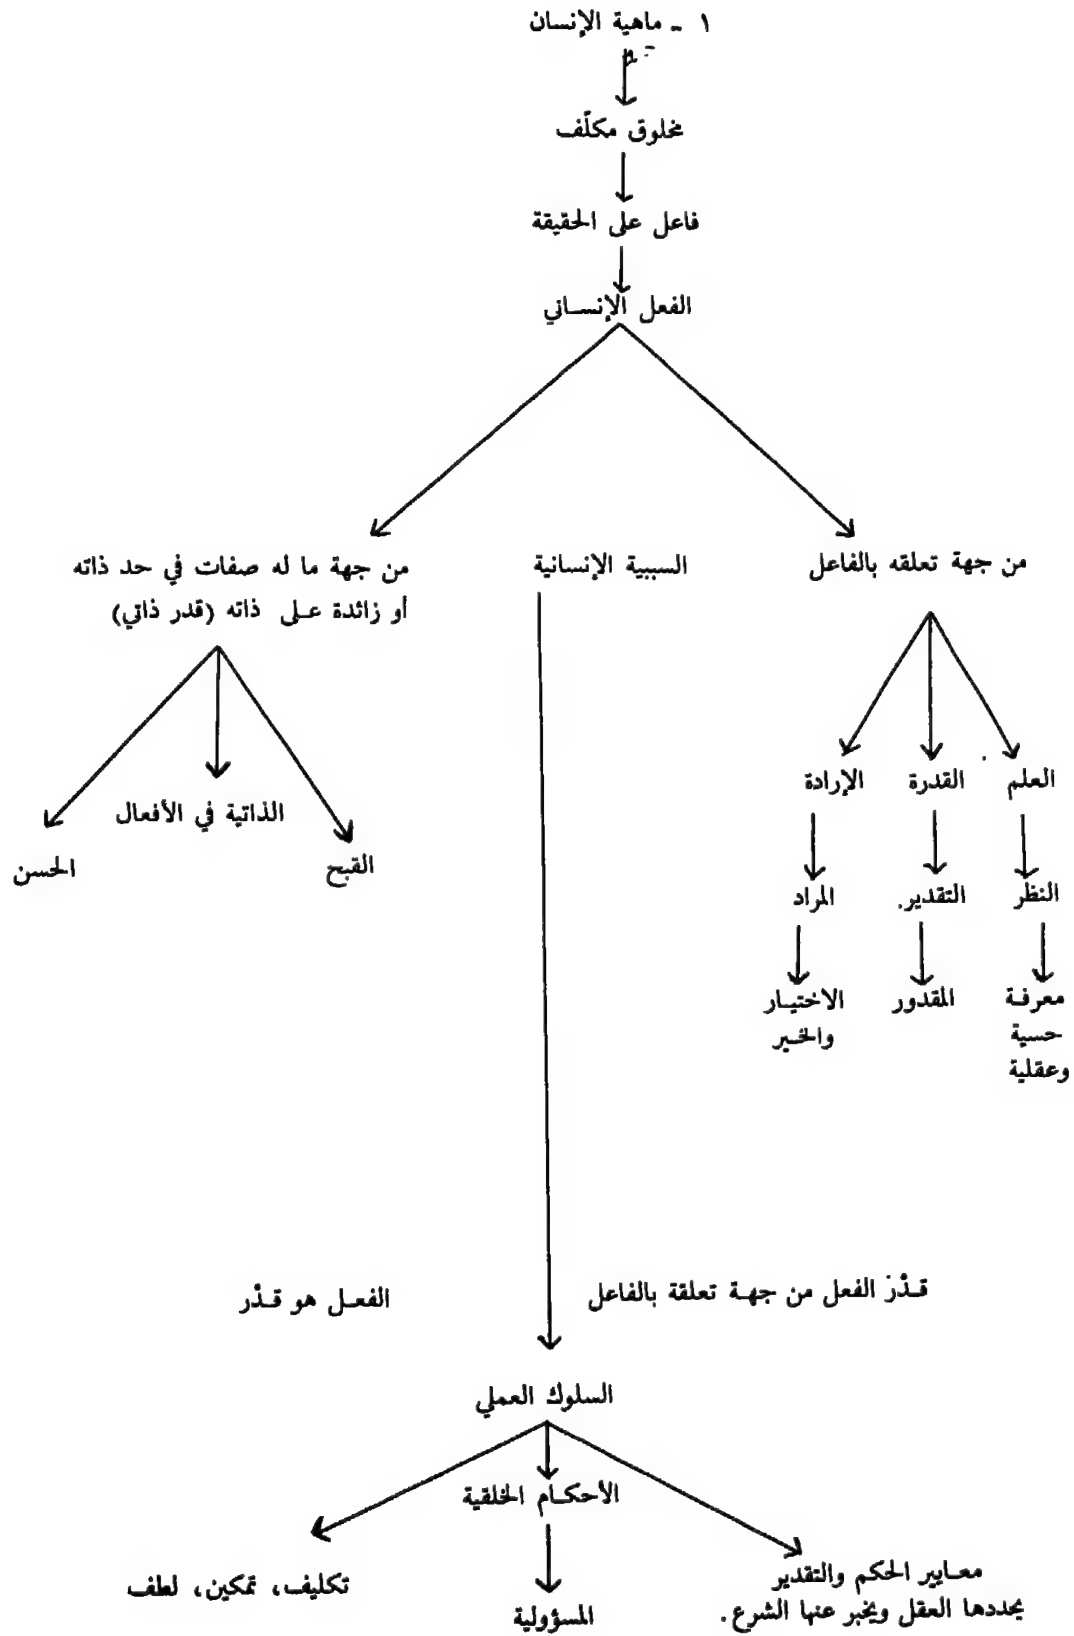 ١ - ماهية الإنسان
مخلوق مكلّف
فاعل على الحقيقة
الفعل الإنساني
من جهة تعلقه بالفاعل
السببية الإنسانية
من جهة ما له صفات في حد ذاته
أو زائدة على ذاته (قدر ذاتي)
العلم
القدرة
الإرادة
النظر
التقدير.
المراد
معرفة
حسية
وعقلية
المقدور
الاختيار
والخير
القبح
الذاتية في الأفعال
الحسن
قدْر الفعل من جهة تعلقة بالفاعل
الفعل هو قدْر
السلوك العملي
الأحكام الخلقية
معايير الحكم والتقدير
يحددها العقل ويخبر عنها الشرع.
المسؤولية
تكليف، تمكين، لطف